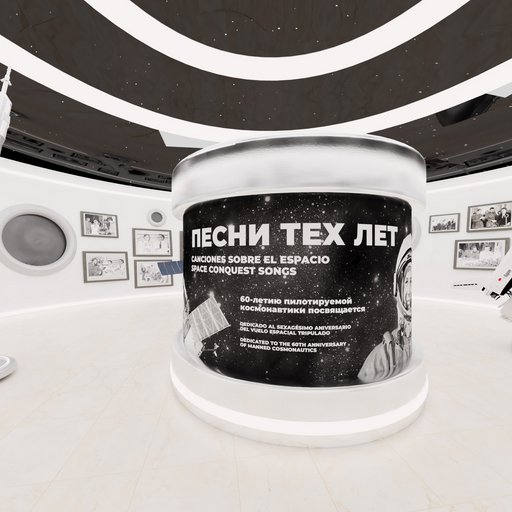 ПЕСНИ ТЕХ ЛЕТ
CANCIONES SOBRE EL ESPACIO
SPACE CONQUEST SONGS
60-летию пилотируемой
космонавтики посвящается
DEDICADO AL SEXAGÉSIMO ANIVERSARIO
DEL VUELO ESPACIAL TRIPULADO
DEDICATED TO THE 60TH ANNIVERSARY
OF MANNED COSMONAUTICS